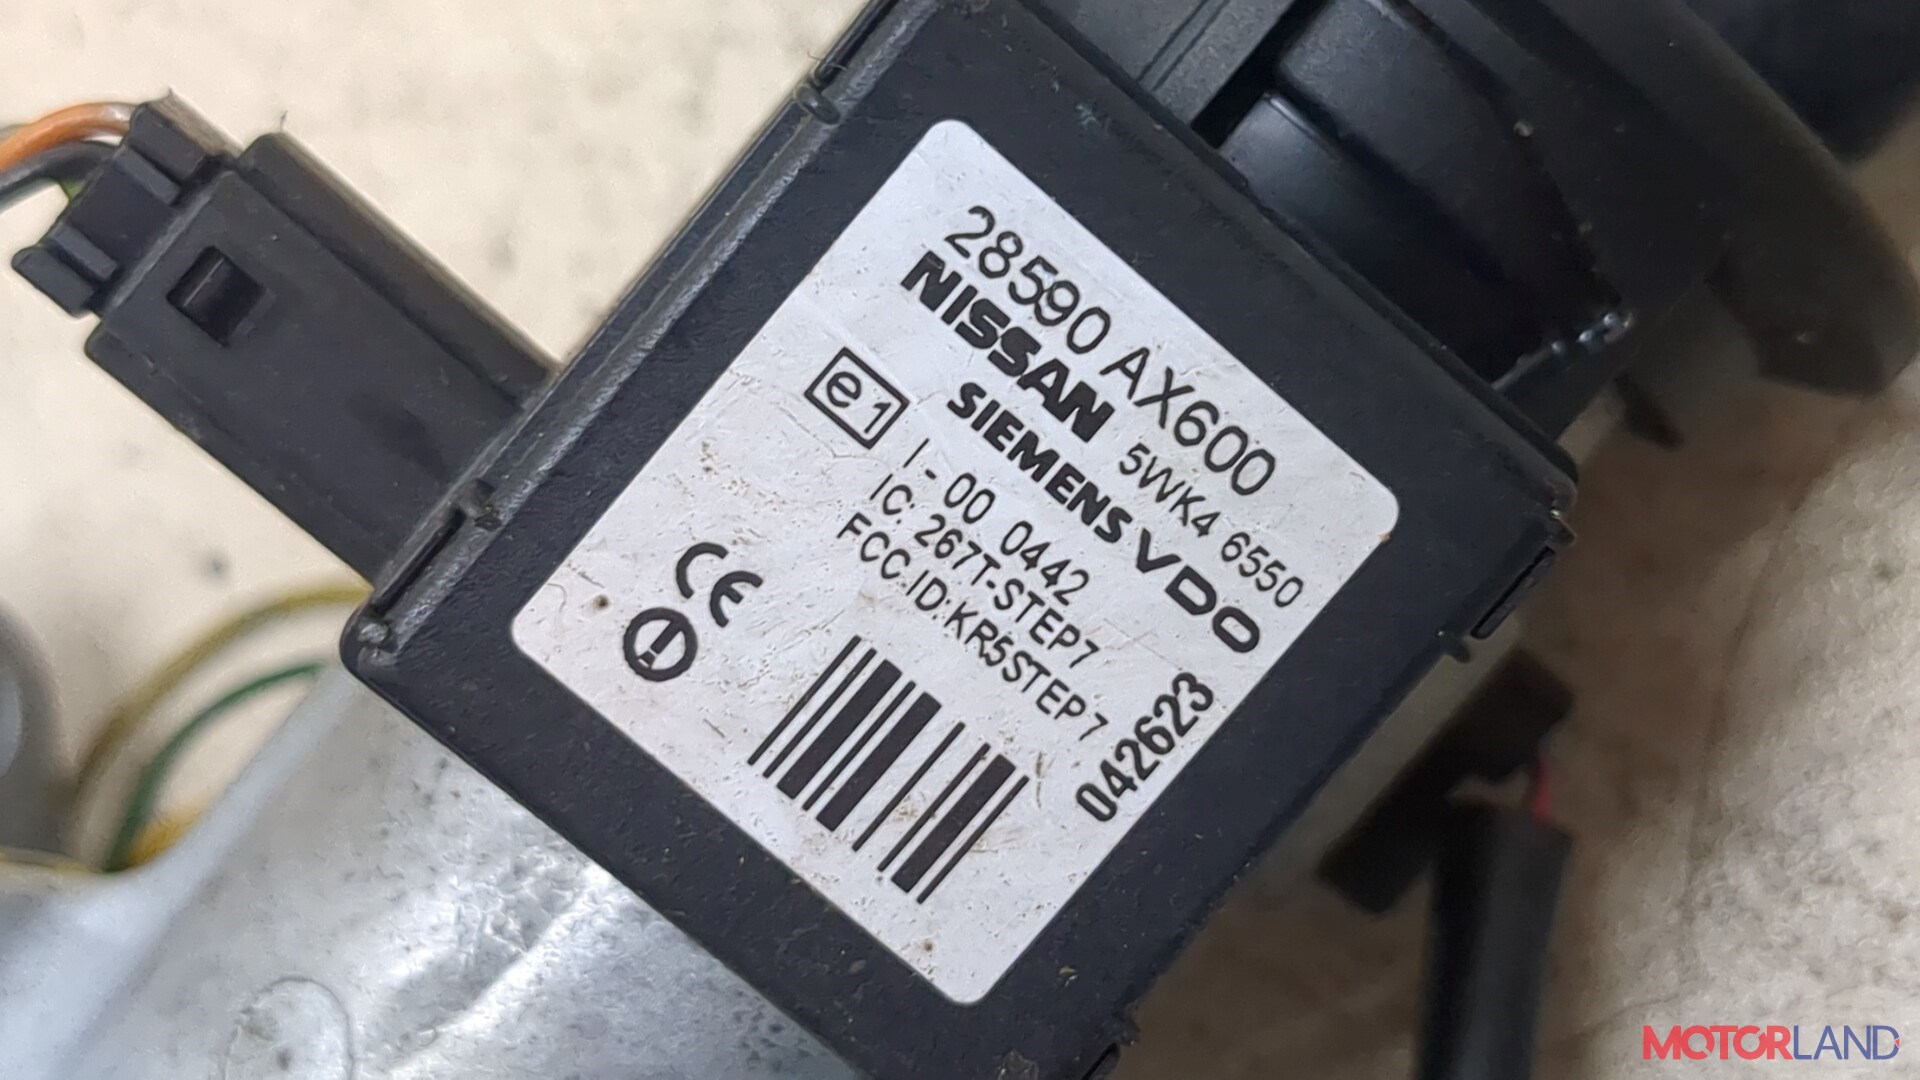 28590 AX600
NISSAN 5WK4 6550
SIEMENS VDO
e1
I - 00 0442
IC: 267T-STEP7
FCC.ID:KR5STEP7
CE
042623
MOTORLAND